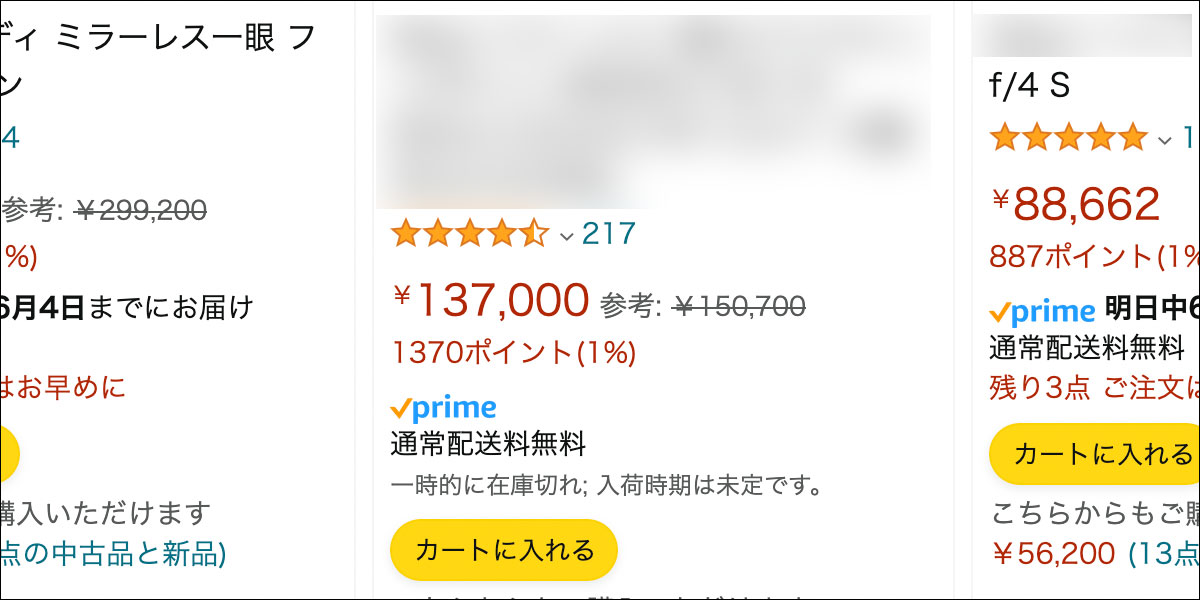 ディ ミラーレス一眼 フ
ン
4
参考: ￥299,200
%)
6月4日までにお届け
はお早めに
購入いただけます
点の中古品と新品)
217
￥137,000 参考: ￥150,700
1370ポイント(1%)
prime
通常配送料無料
一時的に在庫切れ; 入荷時期は未定です。
カートに入れる
f/4 S
1
￥88,662
887ポイント(1%
prime 明日中6
通常配送料無料
残り3点 ご注文は
カートに入れる
こちらからもご購
￥56,200 (13点